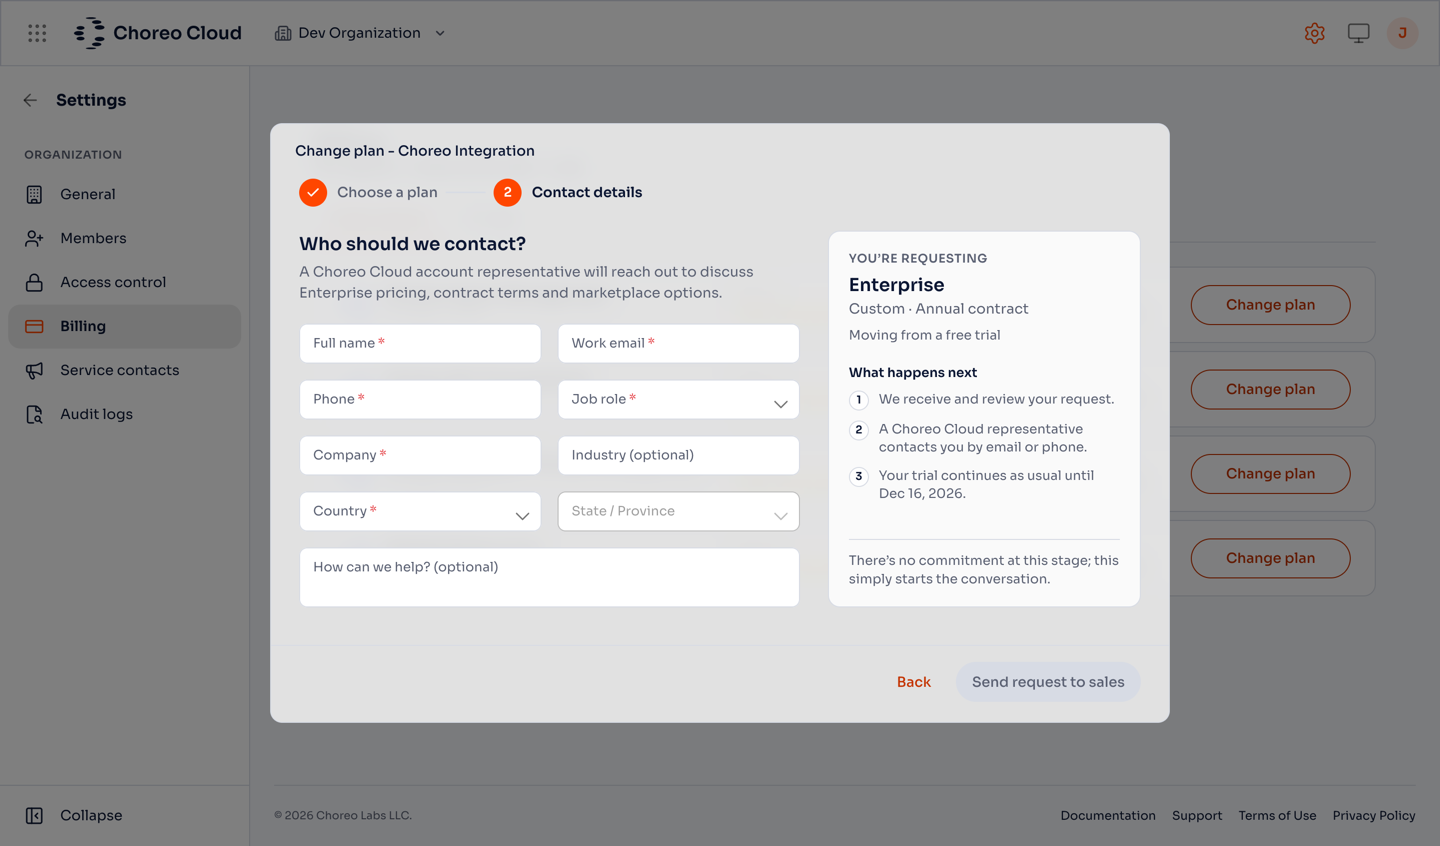 Choreo Cloud
Dev Organization
J
Settings
ORGANIZATION
General
Members
Access control
Billing
Service contacts
Audit logs
Collapse
Change plan – Choreo Integration
Choose a plan
2
Contact details
Who should we contact?
A Choreo Cloud account representative will reach out to discuss
Enterprise pricing, contract terms and marketplace options.
Full name *
Work email *
Phone *
Job role *
Company *
Industry (optional)
Country *
State / Province
How can we help? (optional)
YOU’RE REQUESTING
Enterprise
Custom · Annual contract
Moving from a free trial
What happens next
1 We receive and review your request.
2 A Choreo Cloud representative
contacts you by email or phone.
3 Your trial continues as usual until
Dec 16, 2026.
There’s no commitment at this stage; this
simply starts the conversation.
Back
Send request to sales
Change plan
Change plan
Change plan
Change plan
© 2026 Choreo Labs LLC.
Documentation
Support
Terms of Use
Privacy Policy